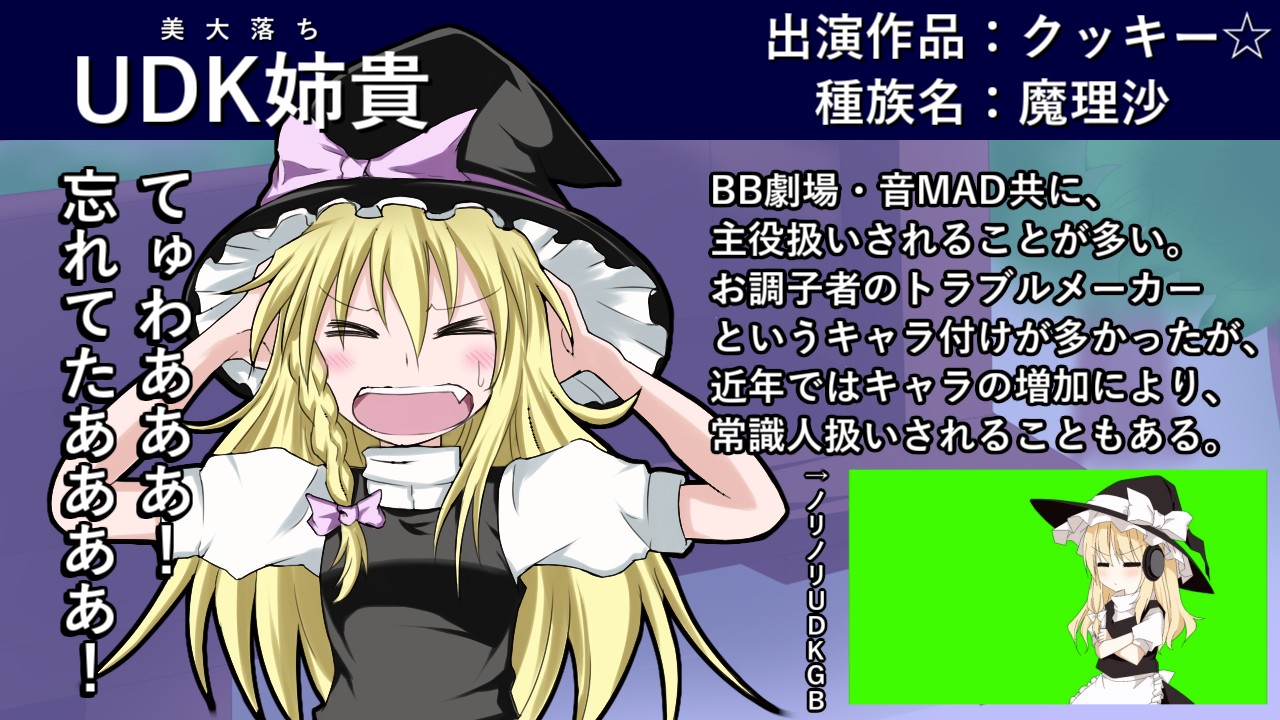 美大落ち
UDK姉貴
出演作品：クッキー☆
種族名：魔理沙
てゅわあああ！
忘れてたああああ！
BB劇場・音MAD共に、
主役扱いされることが多い。
お調子者のトラブルメーカー
というキャラ付けが多かったが、
近年ではキャラの増加により、
常識人扱いされることもある。
→ノリノリUDKGB